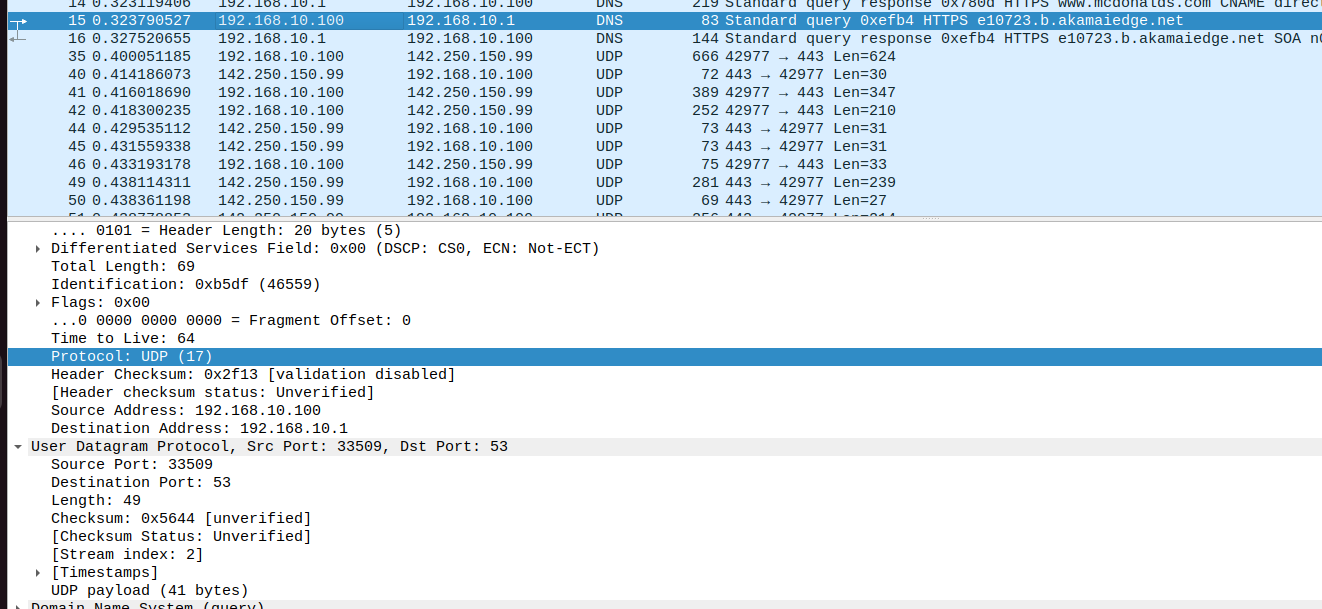 14 0.323119406 192.168.10.1 192.168.10.100 DNS 219 Standard query response 0x780d HTTPS www.mcdonalds.com CNAME direct
15 0.323790527 192.168.10.100 192.168.10.1 DNS 83 Standard query 0xefb4 HTTPS e10723.b.akamaiedge.net
16 0.327520655 192.168.10.1 192.168.10.100 DNS 144 Standard query response 0xefb4 HTTPS e10723.b.akamaiedge.net SOA n0
35 0.400051185 192.168.10.100 142.250.150.99 UDP 666 42977 → 443 Len=624
40 0.414186073 142.250.150.99 192.168.10.100 UDP 72 443 → 42977 Len=30
41 0.416018690 192.168.10.100 142.250.150.99 UDP 389 42977 → 443 Len=347
42 0.418300235 192.168.10.100 142.250.150.99 UDP 252 42977 → 443 Len=210
44 0.429535112 142.250.150.99 192.168.10.100 UDP 73 443 → 42977 Len=31
45 0.431559338 142.250.150.99 192.168.10.100 UDP 73 443 → 42977 Len=31
46 0.433193178 192.168.10.100 142.250.150.99 UDP 75 42977 → 443 Len=33
49 0.438114311 142.250.150.99 192.168.10.100 UDP 281 443 → 42977 Len=239
50 0.438361198 142.250.150.99 192.168.10.100 UDP 69 443 → 42977 Len=27
.... 0101 = Header Length: 20 bytes (5)
Differentiated Services Field: 0x00 (DSCP: CS0, ECN: Not-ECT)
Total Length: 69
Identification: 0xb5df (46559)
Flags: 0x00
...0 0000 0000 0000 = Fragment Offset: 0
Time to Live: 64
Protocol: UDP (17)
Header Checksum: 0x2f13 [validation disabled]
[Header checksum status: Unverified]
Source Address: 192.168.10.100
Destination Address: 192.168.10.1
User Datagram Protocol, Src Port: 33509, Dst Port: 53
Source Port: 33509
Destination Port: 53
Length: 49
Checksum: 0x5644 [unverified]
[Checksum Status: Unverified]
[Stream index: 2]
[Timestamps]
UDP payload (41 bytes)
Domain Name System (query)